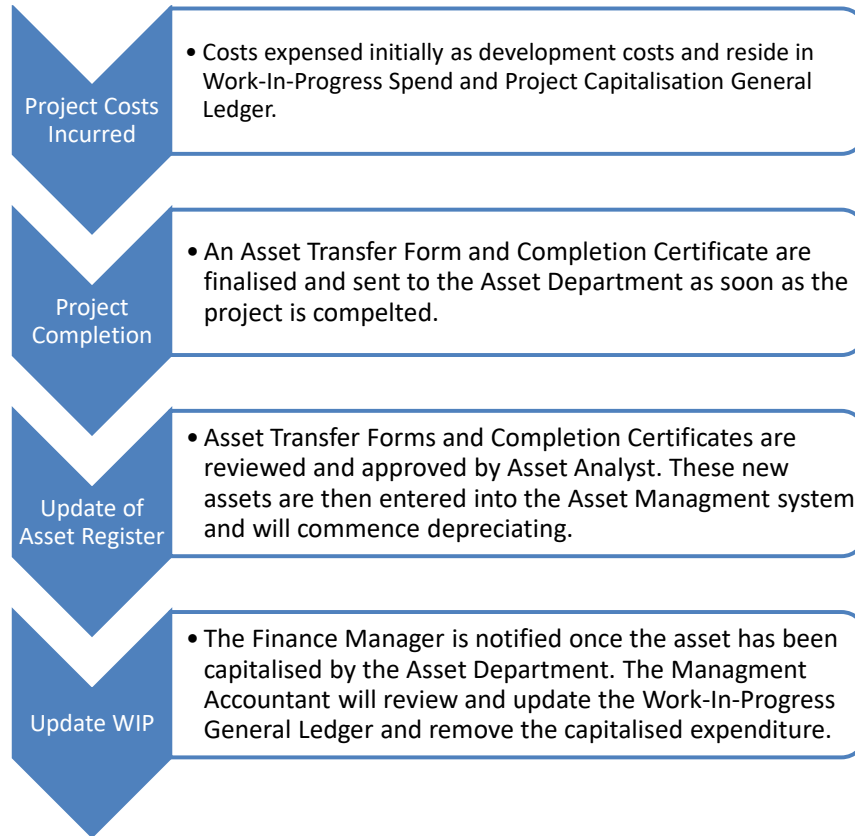 Project Costs
Incurred
• Costs expensed initially as development costs and reside in
Work-In-Progress Spend and Project Capitalisation General
Ledger.
Project
Completion
• An Asset Transfer Form and Completion Certificate are
finalised and sent to the Asset Department as soon as the
project is compelted.
Update of
Asset Register
• Asset Transfer Forms and Completion Certificates are
reviewed and approved by Asset Analyst. These new
assets are then entered into the Asset Managment system
and will commence depreciating.
Update WIP
• The Finance Manager is notified once the asset has been
capitalised by the Asset Department. The Managment
Accountant will review and update the Work-In-Progress
General Ledger and remove the capitalised expenditure.